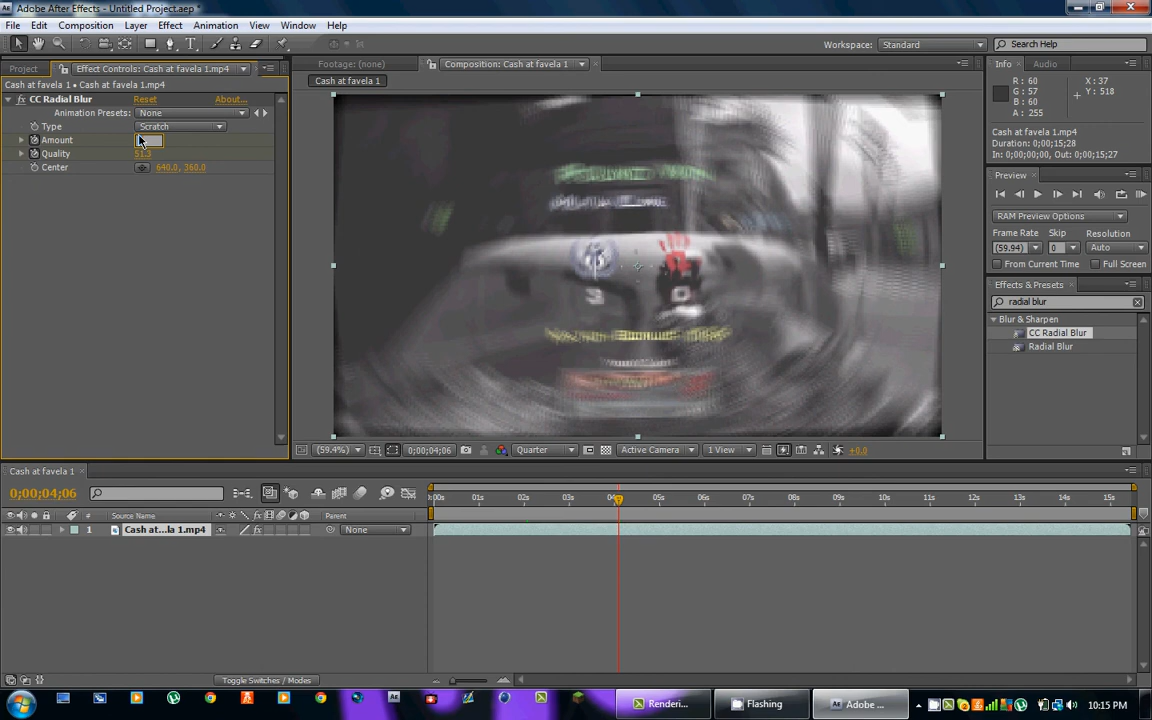 Adobe After Effects - Untitled Project.aep *
File Edit Composition Layer Effect Animation View Window Help
Workspace: Standard Search Help
Project Effect Controls: Cash at favela 1.mp4
Cash at favela 1 • Cash at favela 1.mp4
CC Radial Blur Reset About...
Animation Presets: None
Type Scratch
Amount
Quality 51.3
Center 640.0, 360.0
Footage: (none) Composition: Cash at favela 1
Cash at favela 1
(59.4%) 0;00;04;06 Quarter Active Camera 1 View +0.0
Info Audio
R: 60 X: 37
G: 57 Y: 518
B: 60
A: 255
Cash at favela 1.mp4
Duration: 0;00;15;28
In: 0;00;00;00, Out: 0;00;15;27
Preview
RAM Preview Options
Frame Rate Skip Resolution
(59.94) 0 Auto
From Current Time Full Screen
Effects & Presets
radial blur
Blur & Sharpen
CC Radial Blur
Radial Blur
Cash at favela 1
0;00;04;06
:00s 01s 02s 03s 04s 05s 06s 07s 08s 09s 10s 11s 12s 13s 14s 15s
# Source Name Parent
1 Cash at...la 1.mp4 None
Toggle Switches / Modes
Renderi... Flashing Adobe ... 10:15 PM